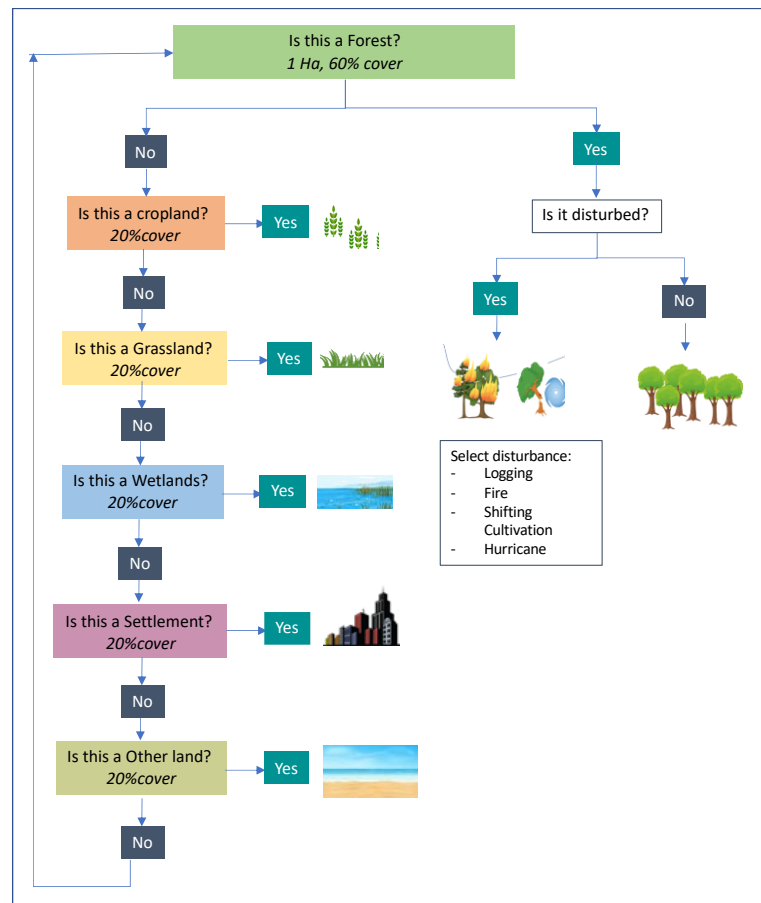 Is this a Forest?
1 Ha, 60% cover
No
Yes
Is this a cropland?
20%cover
Yes
Is it disturbed?
No
Yes
No
Is this a Grassland?
20%cover
Yes
No
Select disturbance:
- Logging
- Fire
- Shifting
Cultivation
- Hurricane
Is this a Wetlands?
20%cover
Yes
No
Is this a Settlement?
20%cover
Yes
No
Is this a Other land?
20%cover
Yes
No